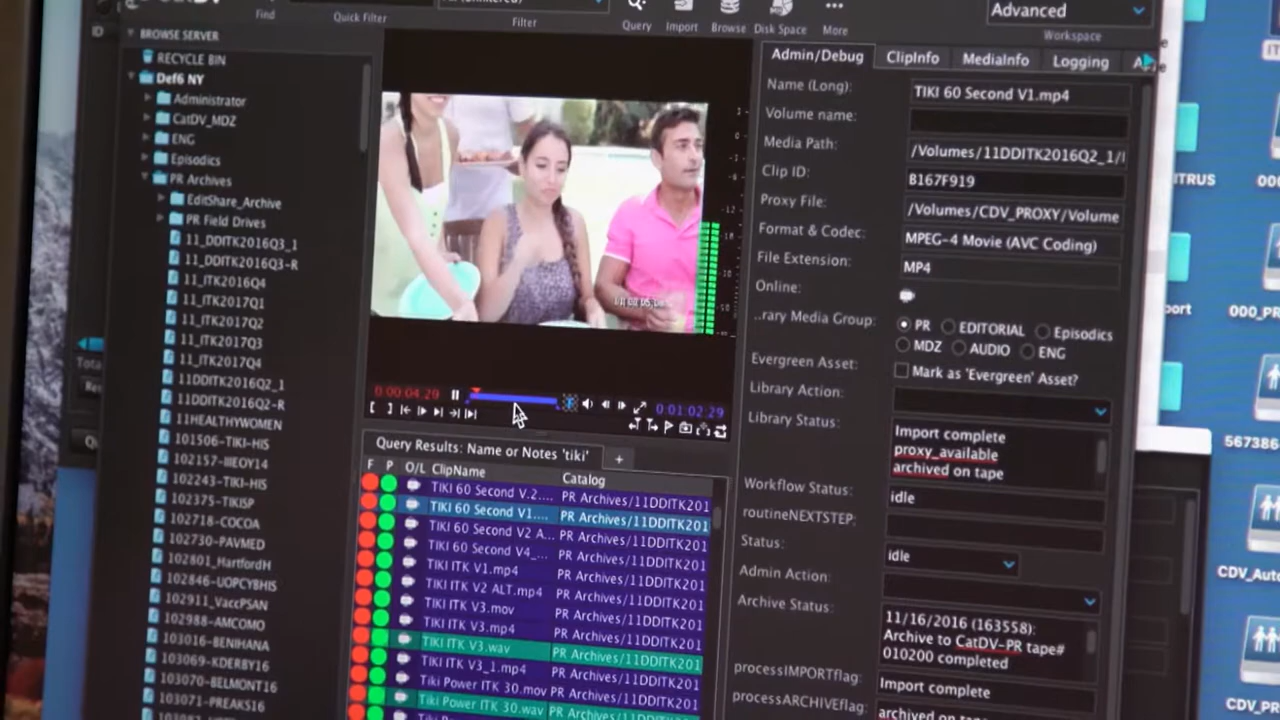 Find
Quick Filter
Filter
Query
Import
Browse
Disk Space
More
Advanced
Workspace
BROWSE SERVER
RECYCLE BIN
Def6 NY
Administrator
CatDV_MDZ
ENG
Episodics
PR Archives
EditShare_Archive
PR Field Drives
11_DDITK2016Q3_1
11_DDITK2016Q3-R
11_ITK2016Q4
11_ITK2017Q1
11_ITK2017Q2
11_ITK2017Q3
11_ITK2017Q4
11DDITK2016Q2_1
11DDITK2016Q2-R
11HEALTHYWOMEN
101506-TIKI-HIS
102157-IIIEOY14
102243-TIKI-HIS
102375-TIKISP
102718-COCOA
102730-PAVMED
102801_HartfordH
102846-UOPCYBHIS
102911_VaccPSAN
102988-AMCOMO
103016-BENIHANA
103069-KDERBY16
103070-BELMONT16
103071-PREAKS16
0:00:04:29
0:01:02:29
Query Results: Name or Notes 'tiki'
+
F P O/L ClipName Catalog
TIKI 60 Second V.2.... PR Archives/11DDITK201
TIKI 60 Second V1.... PR Archives/11DDITK201
TIKI 60 Second V2 A... PR Archives/11DDITK201
TIKI 60 Second V4_... PR Archives/11DDITK201
TIKI ITK V1.mp4 PR Archives/11DDITK201
TIKI ITK V2 ALT.mp4 PR Archives/11DDITK201
TIKI ITK V3.mov PR Archives/11DDITK201
TIKI ITK V3.mp4 PR Archives/11DDITK201
TIKI ITK V3.wav PR Archives/11DDITK201
TIKI ITK V3_1.mp4 PR Archives/11DDITK201
Tiki Power ITK 30.mov PR Archives/11DDITK201
Tiki Power ITK 30.wav PR Archives/11DDITK201
Admin/Debug ClipInfo MediaInfo Logging
Name (Long): TIKI 60 Second V1.mp4
Volume name:
Media Path: /Volumes/11DDITK2016Q2_1/
Clip ID: B167F919
Proxy File: /Volumes/CDV_PROXY/Volume
Format & Codec: MPEG-4 Movie (AVC Coding)
File Extension: MP4
Online:
..rary Media Group: PR EDITORIAL Episodics
MDZ AUDIO ENG
Evergreen Asset: Mark as 'Evergreen' Asset?
Library Action:
Library Status: Import complete
proxy_available
archived on tape
Workflow Status: idle
routineNEXTSTEP:
Status: idle
Admin Action:
Archive Status: 11/16/2016 (163558):
Archive to CatDV-PR tape#
010200 completed
processIMPORTflag: Import complete
processARCHIVEflag: archived on tape
ITRUS
port
000_PR
567386
CDV_Auto
CDV_PR